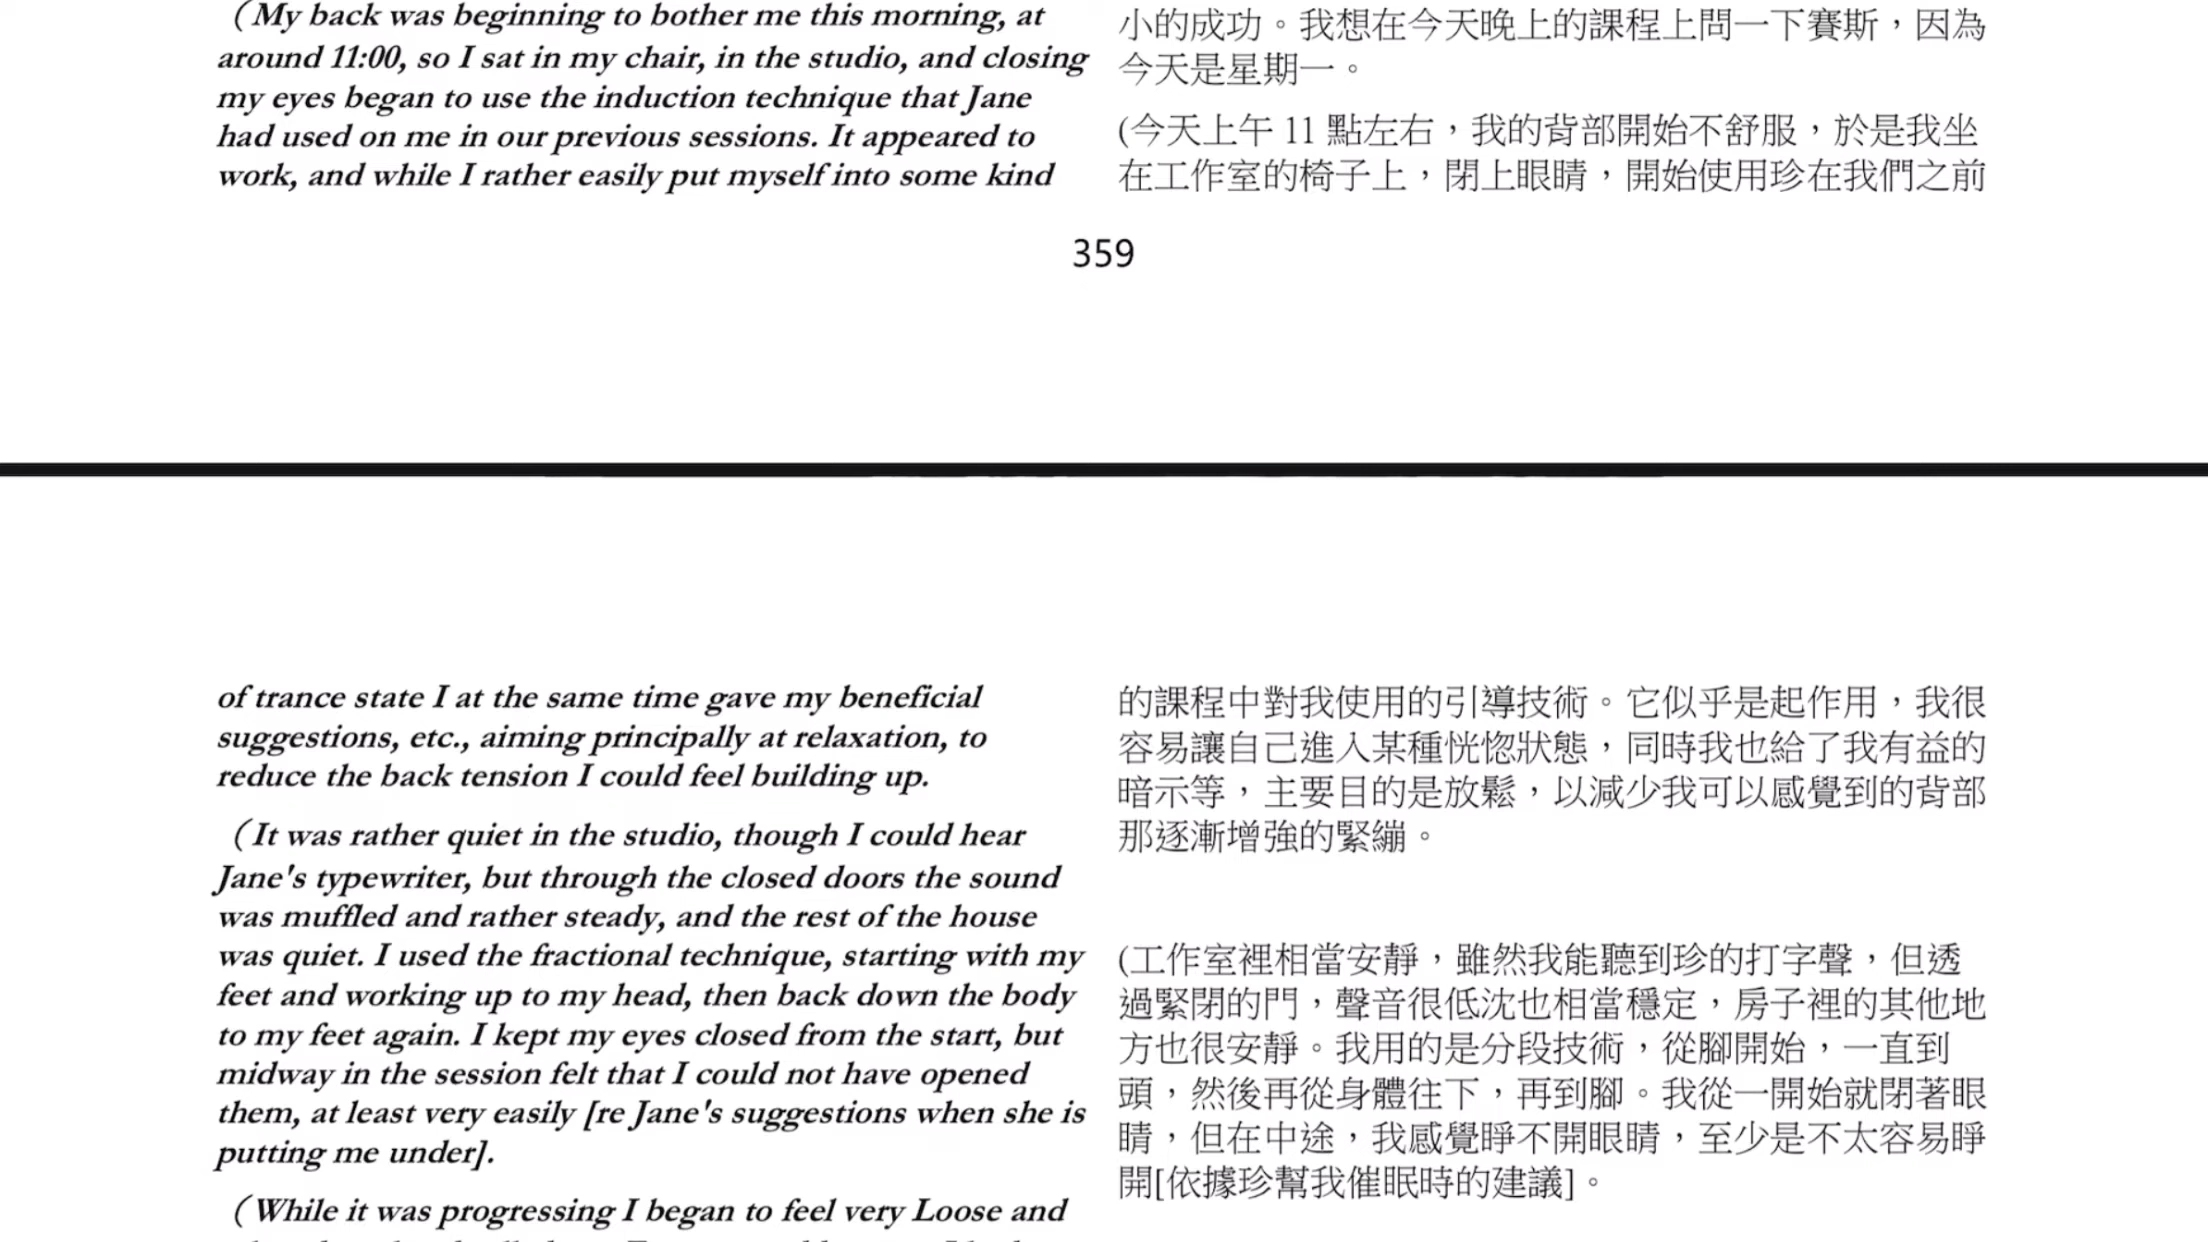 (My back was beginning to bother me this morning, at
around 11:00, so I sat in my chair, in the studio, and closing
my eyes began to use the induction technique that Jane
had used on me in our previous sessions. It appeared to
work, and while I rather easily put myself into some kind
小的成功。我想在今天晚上的課程上問一下賽斯，因為
今天是星期一。
(今天上午 11 點左右，我的背部開始不舒服，於是我坐
在工作室的椅子上，閉上眼睛，開始使用珍在我們之前
359
of trance state I at the same time gave my beneficial
suggestions, etc., aiming principally at relaxation, to
reduce the back tension I could feel building up.
(It was rather quiet in the studio, though I could hear
Jane's typewriter, but through the closed doors the sound
was muffled and rather steady, and the rest of the house
was quiet. I used the fractional technique, starting with my
feet and working up to my head, then back down the body
to my feet again. I kept my eyes closed from the start, but
midway in the session felt that I could not have opened
them, at least very easily [re Jane's suggestions when she is
putting me under].
(While it was progressing I began to feel very Loose and
的課程中對我使用的引導技術。它似乎是起作用，我很
容易讓自己進入某種恍惚狀態，同時我也給了我有益的
暗示等，主要目的是放鬆，以減少我可以感覺到的背部
那逐漸增強的緊繃。
(工作室裡相當安靜，雖然我能聽到珍的打字聲，但透
過緊閉的門，聲音很低沈也相當穩定，房子裡的其他地
方也很安靜。我用的是分段技術，從腳開始，一直到
頭，然後再從身體往下，再到腳。我從一開始就閉著眼
睛，但在中途，我感覺睜不開眼睛，至少是不太容易睜
開[依據珍幫我催眠時的建議]。